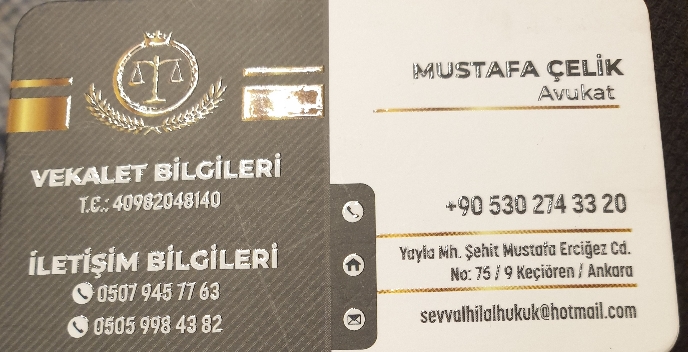 VEKALET BİLGİLERİ
T.C.: 40982048140
İLETİŞİM BİLGİLERİ
0507 945 77 63
0505 998 43 82
MUSTAFA ÇELİK
Avukat
+90 530 274 33 20
Yayla Mh. Şehit Mustafa Erciğez Cd.
No: 75 / 9 Keçiören / Ankara
sevvalhilalhukuk@hotmail.com